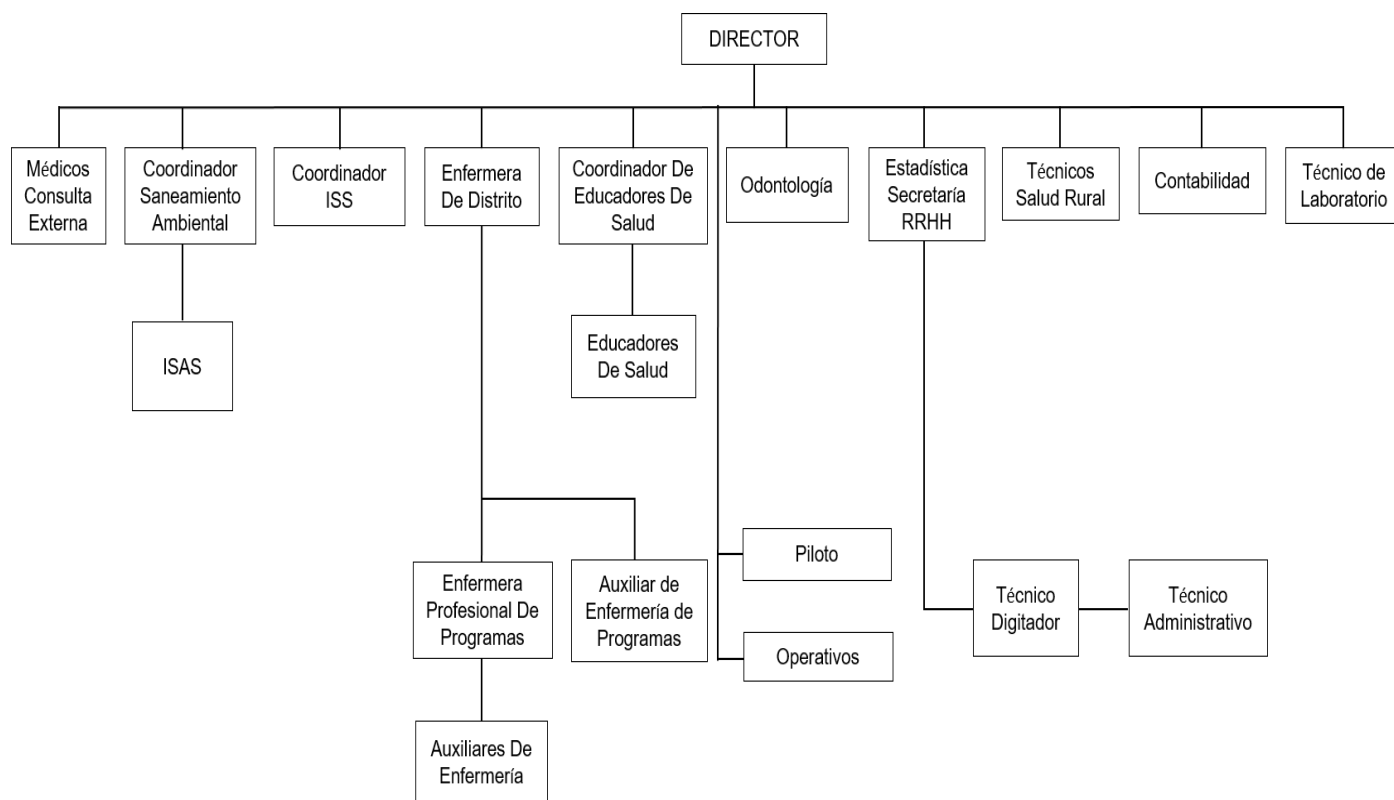 DIRECTOR
Médicos
Consulta
Externa
Coordinador
Saneamiento
Ambiental
Coordinador
ISS
Enfermera
De Distrito
Coordinador De
Educadores De
Salud
Odontología
Estadística
Secretaría
RRHH
Técnicos
Salud Rural
Contabilidad
Técnico de
Laboratorio
ISAS
Educadores
De Salud
Piloto
Enfermera
Profesional De
Programas
Auxiliar de
Enfermería de
Programas
Operativos
Técnico
Digitador
Técnico
Administrativo
Auxiliares De
Enfermería